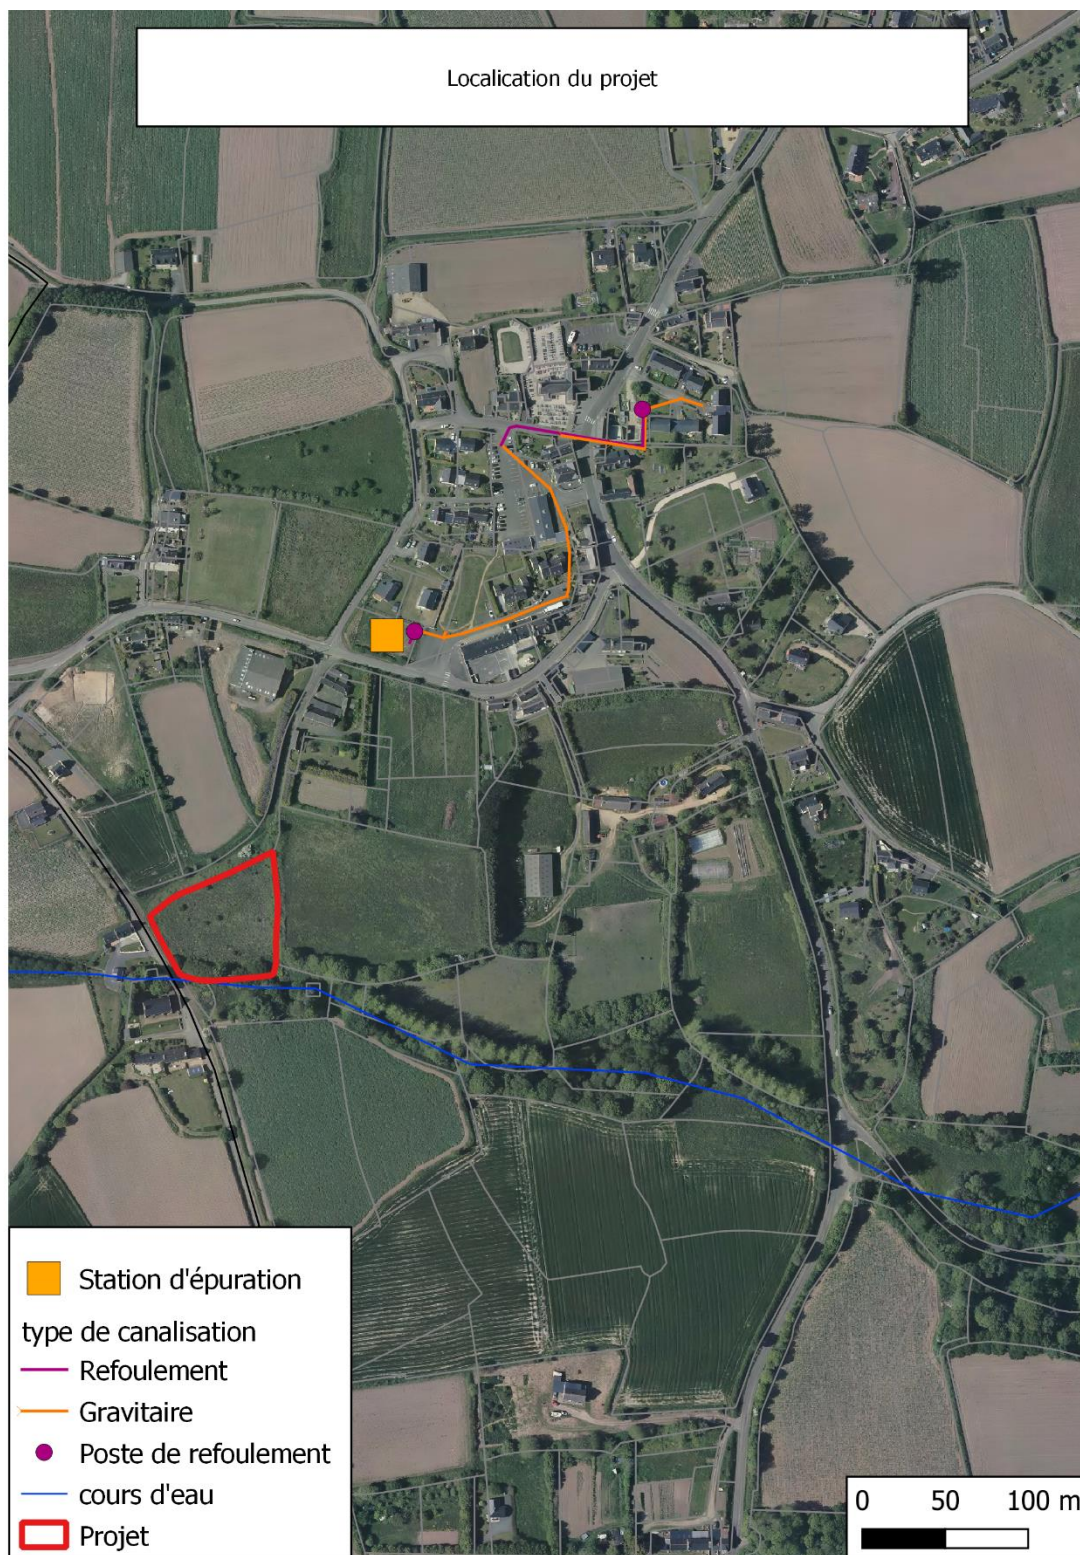 Localication du projet
Station d'épuration
type de canalisation
Refoulement
Gravitaire
Poste de refoulement
cours d'eau
Projet
0 50 100 m